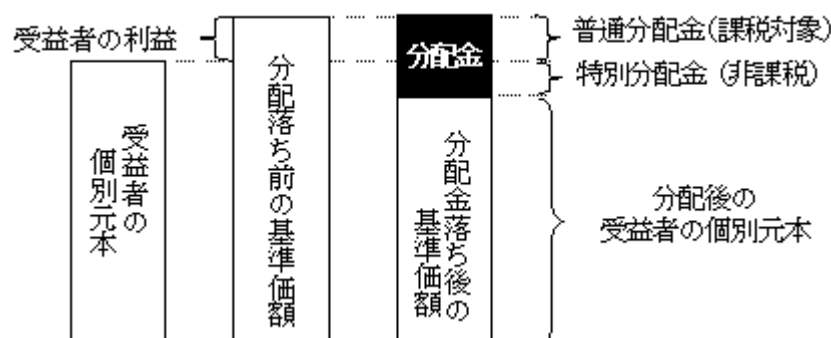 受益者の利益
受益者の
個別元本
分配落ち前の基準価額
分配金
分配金落ち後の
基準価額
普通分配金(課税対象)
特別分配金(非課税)
分配後の
受益者の個別元本